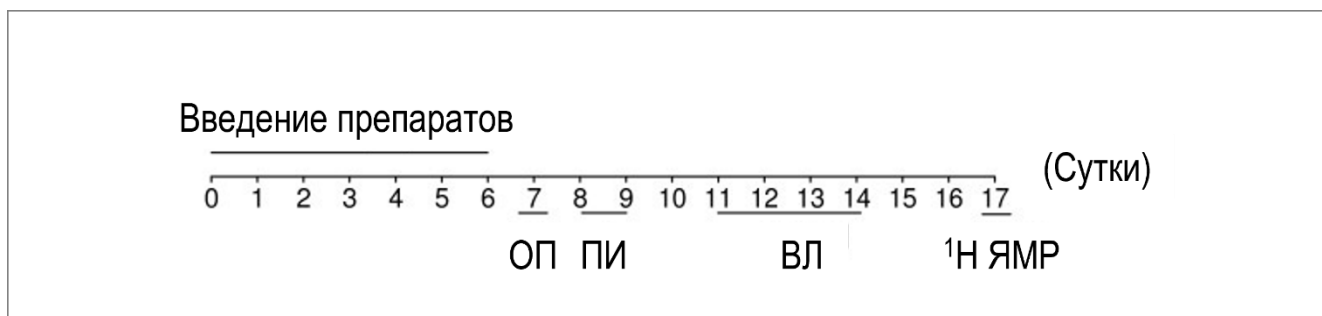 Введение препаратов
(Сутки)
0 1 2 3 4 5 6 7 8 9 10 11 12 13 14 15 16 17
ОП ПИ ВЛ ¹Н ЯМР